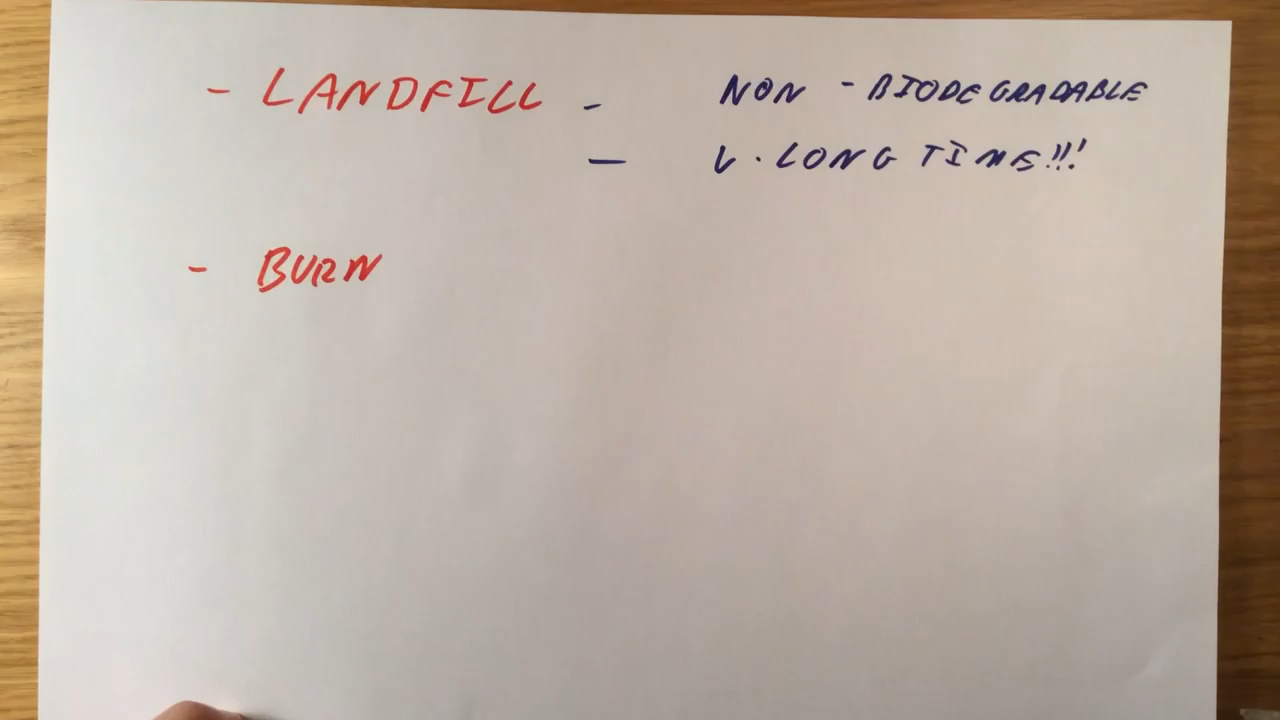 - LANDFILL - NON - BIODEGRADABLE
- V. LONG TIME!!!
- BURN